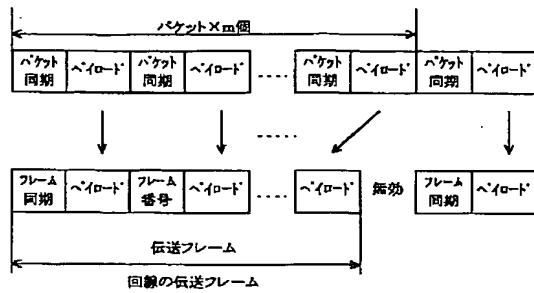 パケット×m個
パケット同期 ペイロード パケット同期 ペイロード ‥‥‥ パケット同期 ペイロード パケット同期 ペイロード
‥‥‥
フレーム同期 ペイロード フレーム番号 ペイロード ‥‥‥ ペイロード 無効 フレーム同期 ペイロード
伝送フレーム
回線の伝送フレーム